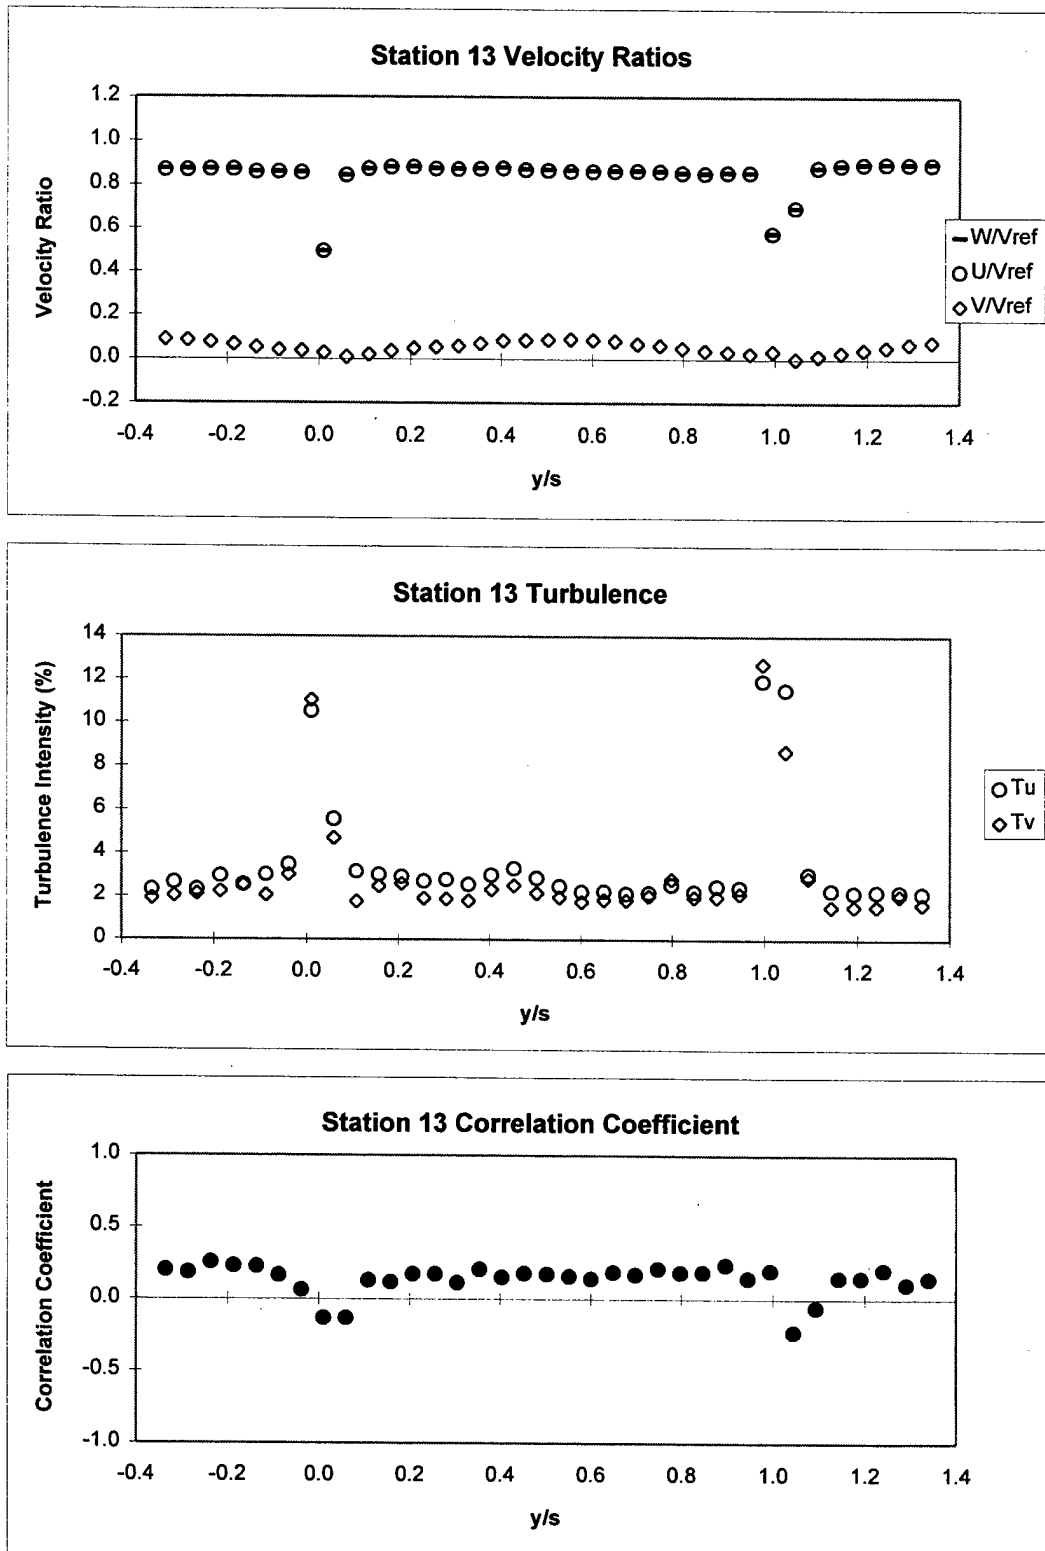 Station 13 Velocity Ratios
1.2
1.0
0.8
0.6
0.4
0.2
0.0
-0.2
Velocity Ratio
-0.4 -0.2 0.0 0.2 0.4 0.6 0.8 1.0 1.2 1.4
y/s
W/Vref
U/Vref
V/Vref
Station 13 Turbulence
14
12
10
8
6
4
2
0
Turbulence Intensity (%)
-0.4 -0.2 0.0 0.2 0.4 0.6 0.8 1.0 1.2 1.4
y/s
Tu
Tv
Station 13 Correlation Coefficient
1.0
0.5
0.0
-0.5
-1.0
Correlation Coefficient
-0.4 -0.2 0.0 0.2 0.4 0.6 0.8 1.0 1.2 1.4
y/s